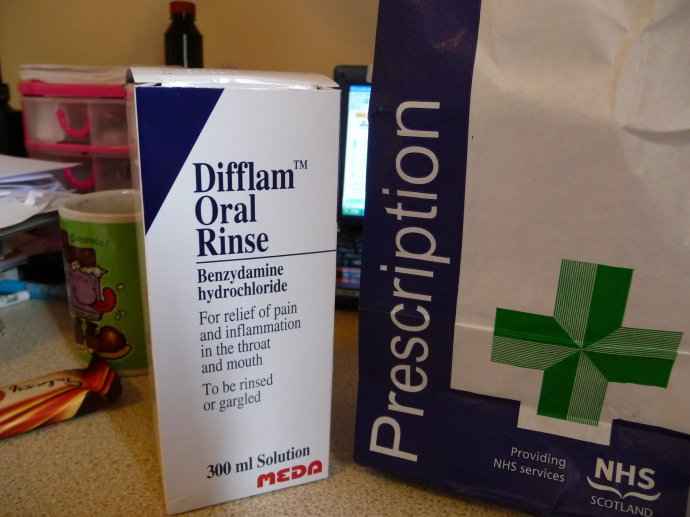 Difflam™
Oral
Rinse
Benzydamine
hydrochloride
For relief of pain
and inflammation
in the throat
and mouth
To be rinsed
or gargled
300 ml Solution
MEDA
Prescription
Providing
NHS services
NHS
SCOTLAND